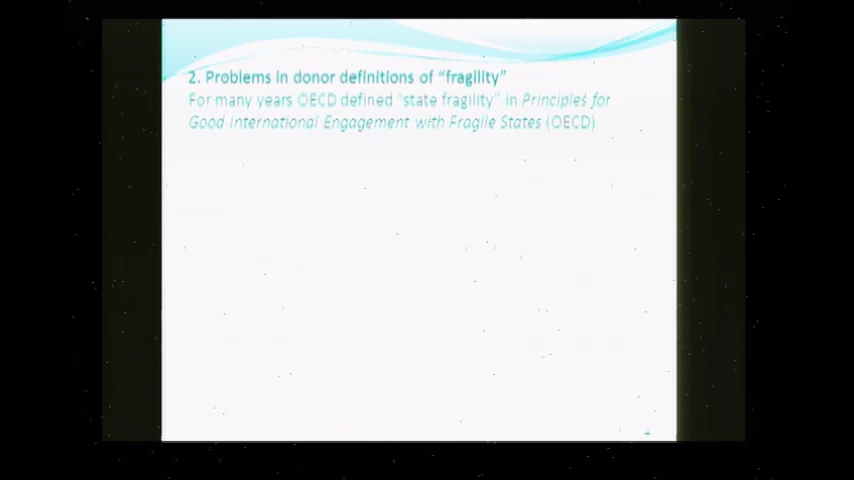 2. Problems in donor definitions of “fragility”
For many years OECD defined “state fragility” in Principles for
Good International Engagement with Fragile States (OECD)
4